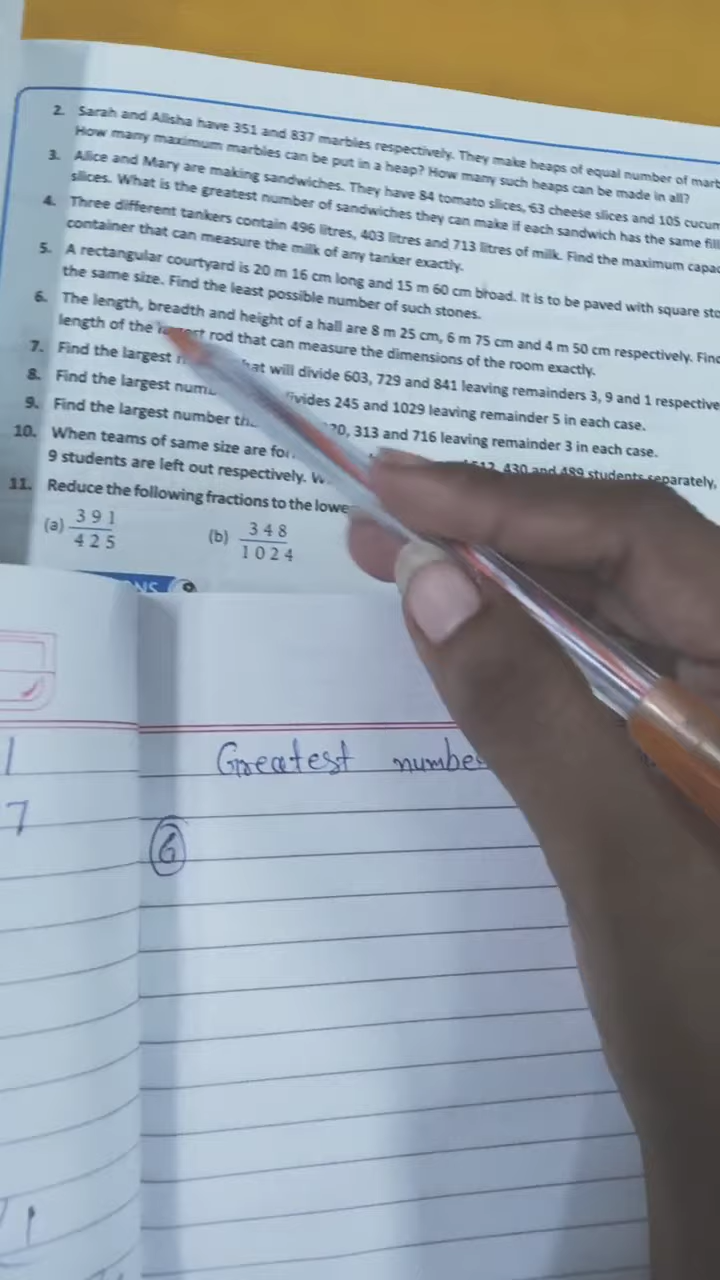 2. Sarah and Alisha have 351 and 837 marbles respectively. They make heaps of equal number of
How many maximum marbles can be put in a heap? How many such heaps can be made in all?
3. Alice and Mary are making sandwiches. They have 84 tomato slices, 63 cheese slices and 105
slices. What is the greatest number of sandwiches they can make if each sandwich has the same
4. Three different tankers contain 496 litres, 403 litres and 713 litres of milk. Find the maximum
container that can measure the milk of any tanker exactly.
5. A rectangular courtyard is 20 m 16 cm long and 15 m 60 cm broad. It is to be paved with square
the same size. Find the least possible number of such stones.
6. The length, breadth and height of a hall are 8 m 25 cm, 6 m 75 cm and 4 m 50 cm respectively.
length of the rod that can measure the dimensions of the room exactly.
7. Find the largest will divide 603, 729 and 841 leaving remainders 3, 9 and 1
8. Find the largest 245 and 1029 leaving remainder 5 in each case.
9. Find the largest number 313 and 716 leaving remainder 3 in each case.
10. When teams of same size are 430 and 489 students separately,
9 students are left out respectively.
11. Reduce the following fractions to the
(a) 391/425 (b) 348/1024
1
Greatest
7
6